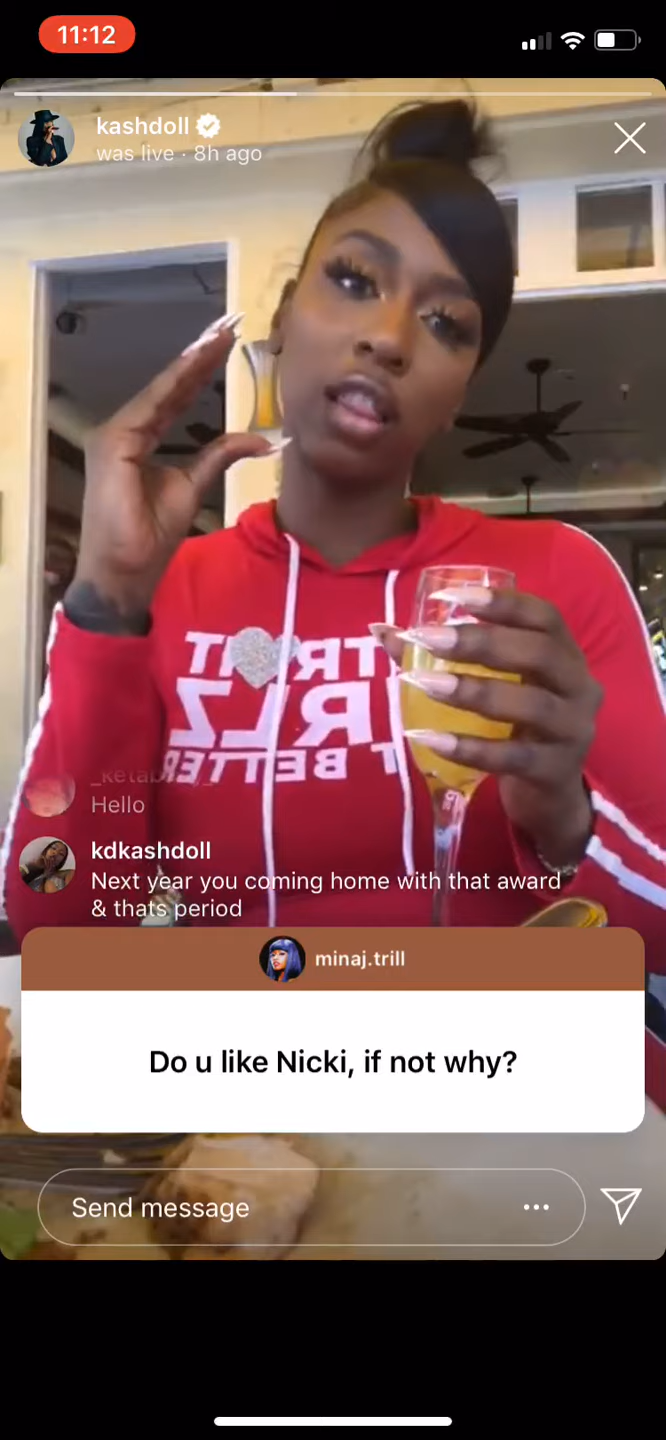 11:12
kashdoll
was live · 8h ago
Hello
kdkashdoll
Next year you coming home with that award
& thats period
minaj.trill
Do u like Nicki, if not why?
Send message